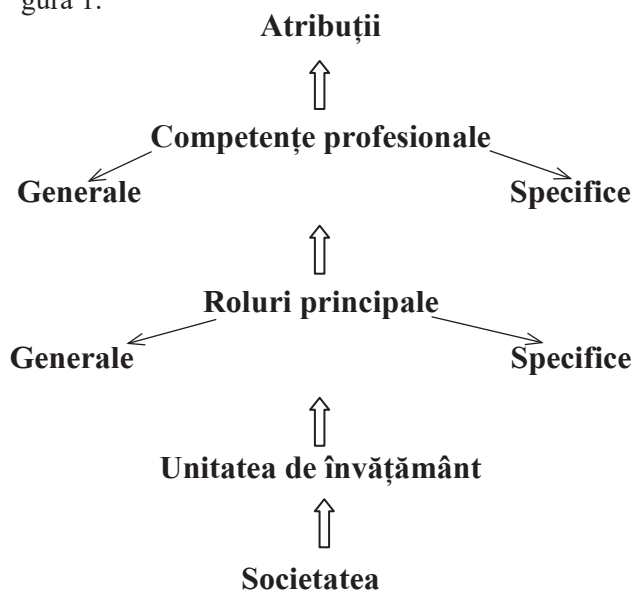 gura 1.
Atribuții
Competențe profesionale
Generale Specifice
Roluri principale
Generale Specifice
Unitatea de învățământ
Societatea